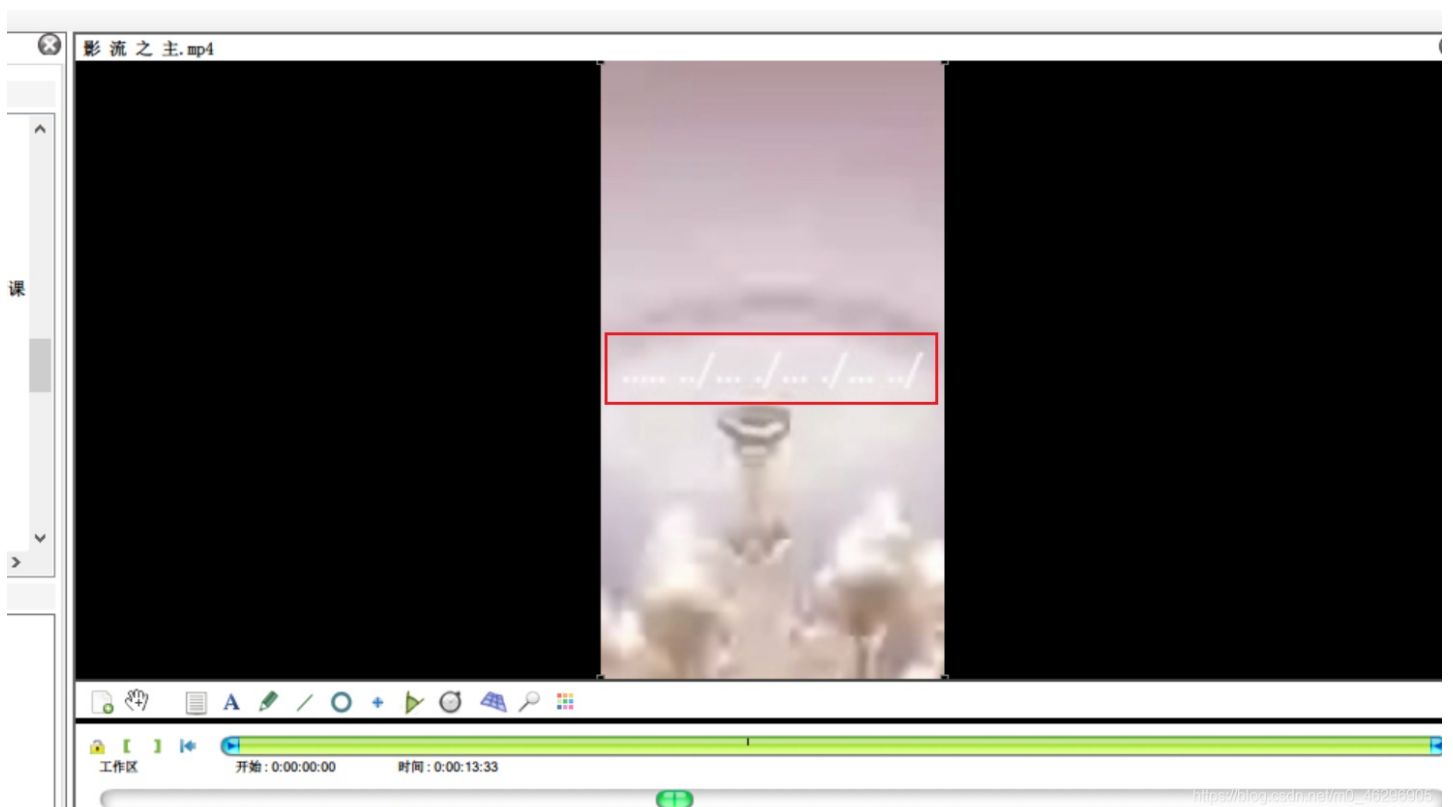 影 流 之 主.mp4
课
..... ../... ./... ./... ../
A
工作区
开始 : 0:00:00:00
时间 : 0:00:13:33
https://blog.csdn.net/m0_46296905